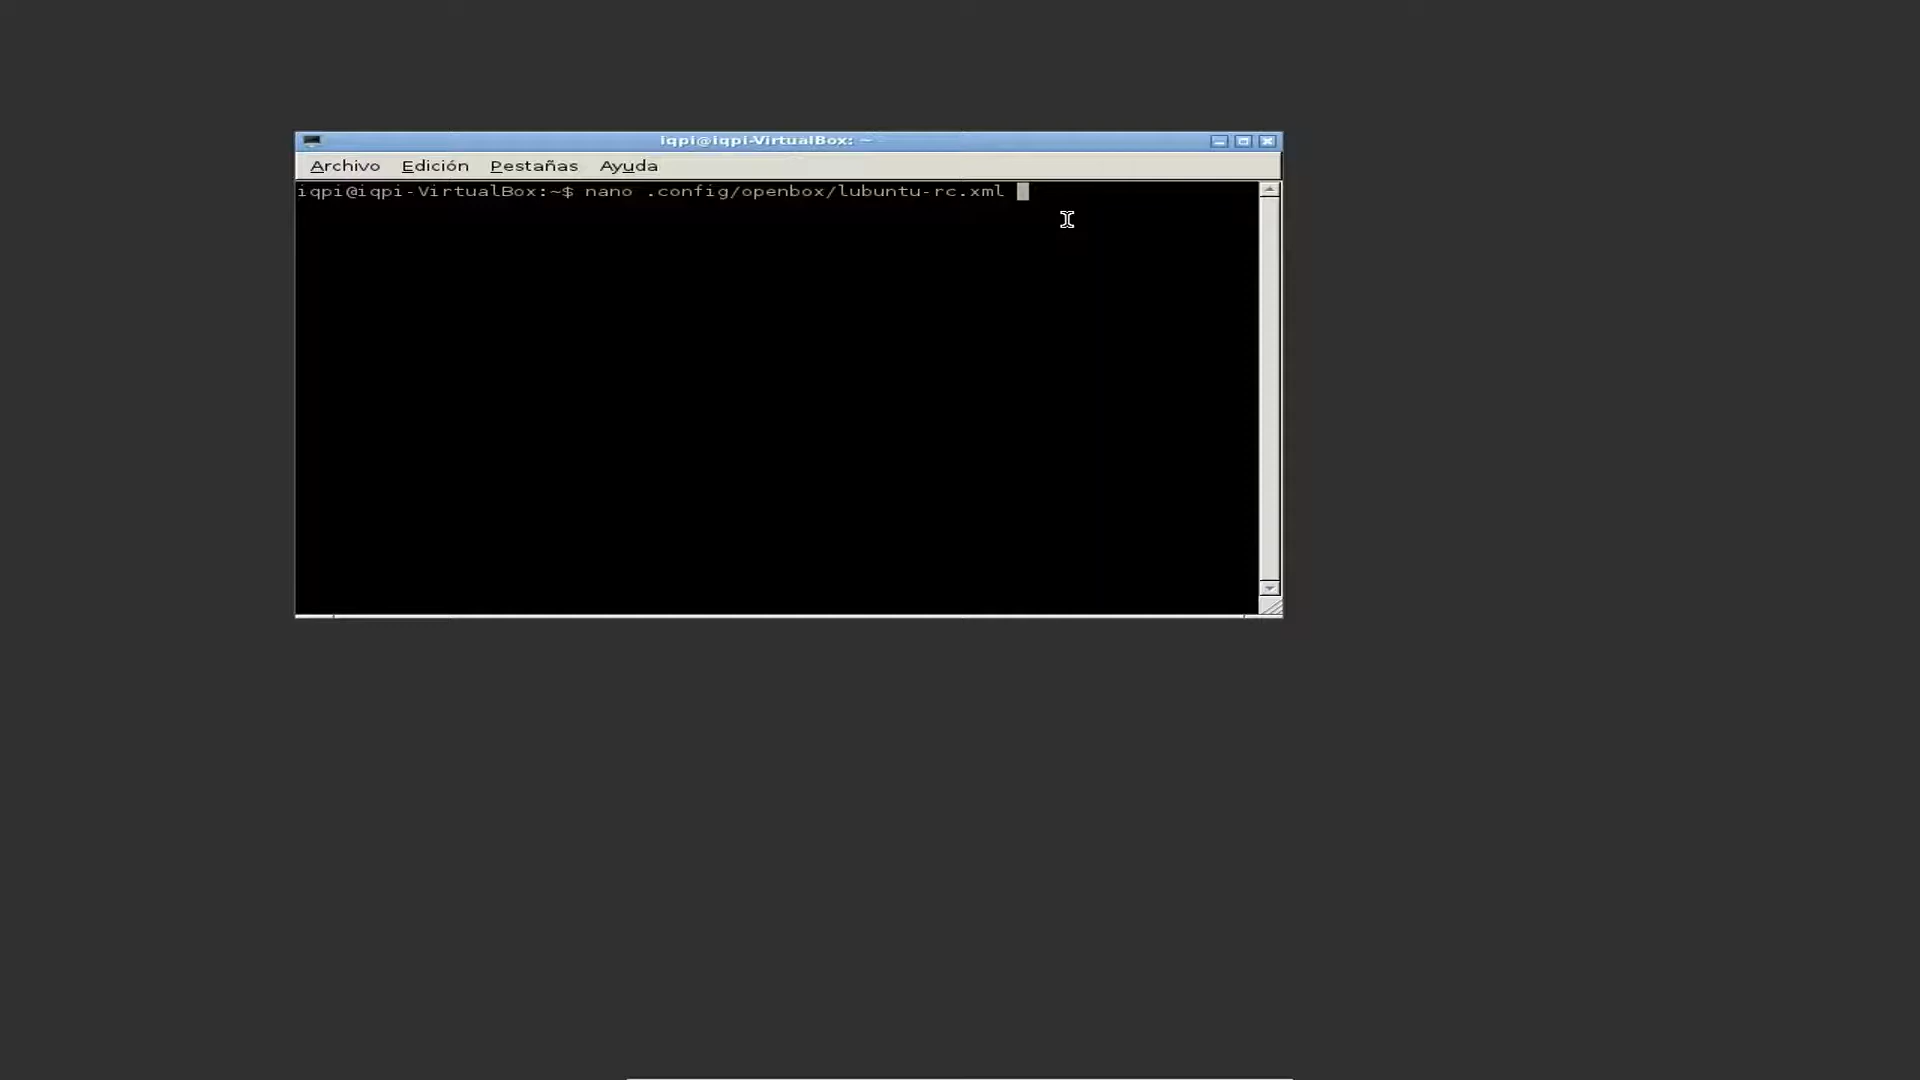 iqpi@iqpi-VirtualBox: ~
Archivo Edición Pestañas Ayuda
iqpi@iqpi-VirtualBox:~$ nano .config/openbox/lubuntu-rc.xml